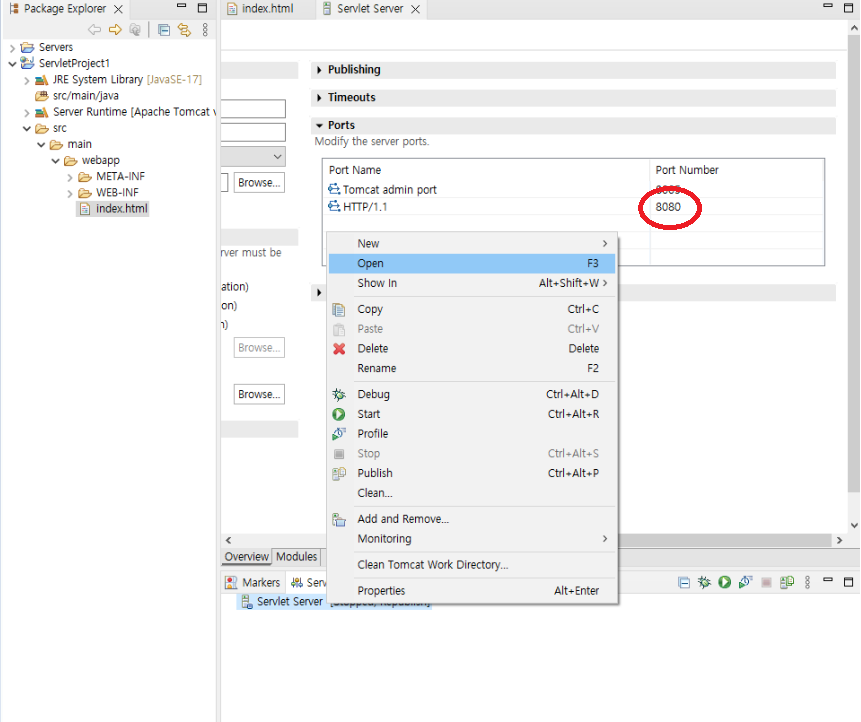 Package Explorer
Servers
ServletProject1
JRE System Library [JavaSE-17]
src/main/java
Server Runtime [Apache Tomcat v
src
main
webapp
META-INF
WEB-INF
index.html
index.html
Servlet Server
Publishing
Timeouts
Ports
Modify the server ports.
Port Name Port Number
Tomcat admin port
HTTP/1.1 8080
Browse...
rver must be
ation)
on)
Browse...
Browse...
New
Open F3
Show In Alt+Shift+W
Copy Ctrl+C
Paste Ctrl+V
Delete Delete
Rename F2
Debug Ctrl+Alt+D
Start Ctrl+Alt+R
Profile
Stop Ctrl+Alt+S
Publish Ctrl+Alt+P
Clean...
Add and Remove...
Monitoring
Clean Tomcat Work Directory...
Properties Alt+Enter
Overview Modules
Markers Serv
Servlet Server